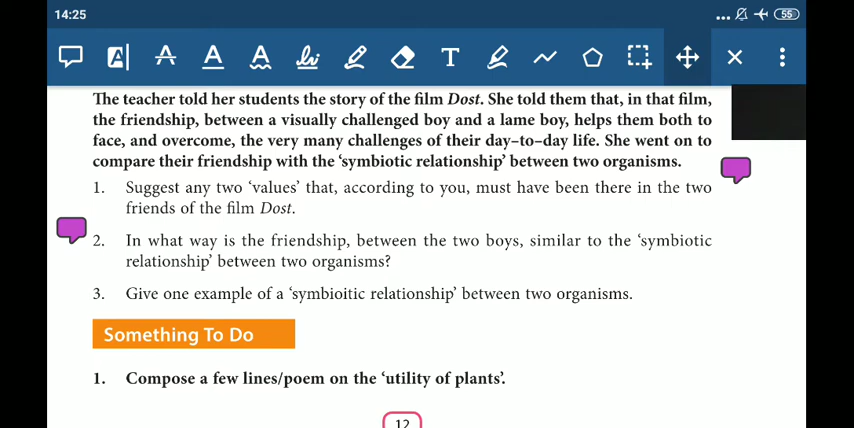 14:25
55
A
A
A
A
T
The teacher told her students the story of the film Dost. She told them that, in that film,
the friendship, between a visually challenged boy and a lame boy, helps them both to
face, and overcome, the very many challenges of their day–to–day life. She went on to
compare their friendship with the ‘symbiotic relationship’ between two organisms.
1. Suggest any two ‘values’ that, according to you, must have been there in the two
friends of the film Dost.
2. In what way is the friendship, between the two boys, similar to the ‘symbiotic
relationship’ between two organisms?
3. Give one example of a ‘symbioitic relationship’ between two organisms.
Something To Do
1. Compose a few lines/poem on the ‘utility of plants’.
12